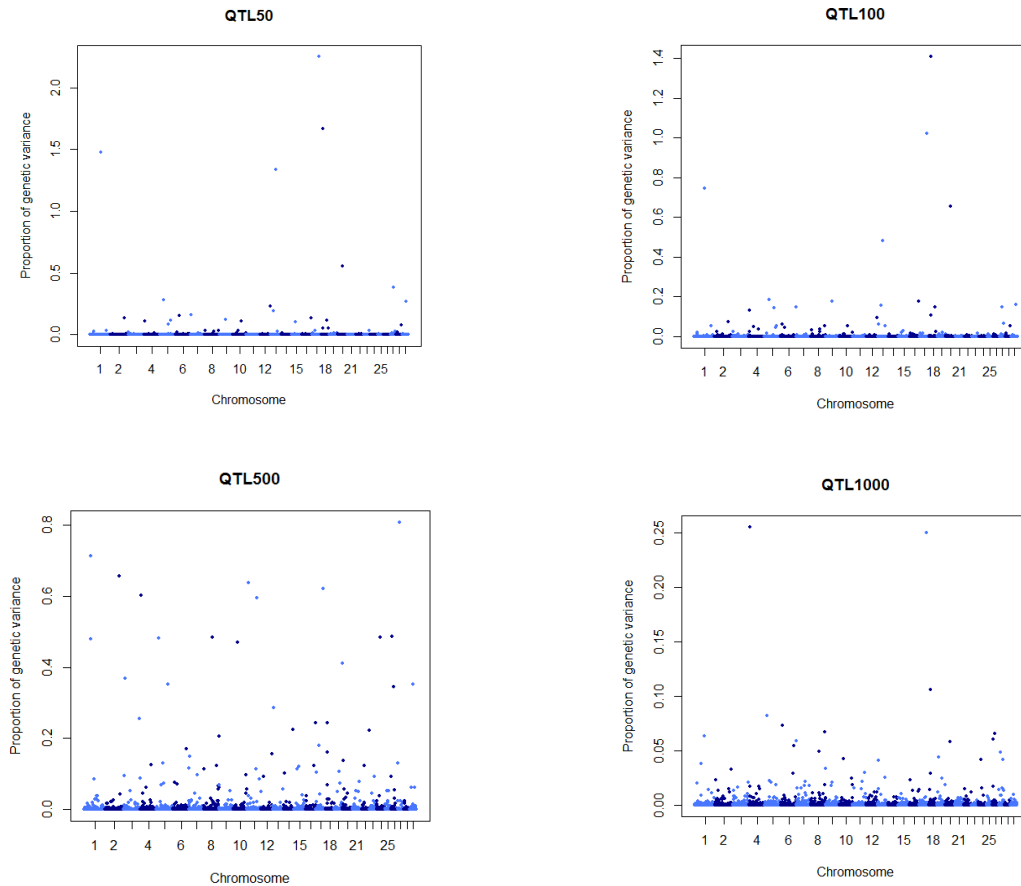 QTL50
Proportion of genetic variance
0.0 0.5 1.0 1.5 2.0
1 2 4 6 8 10 12 15 18 21 25
Chromosome
QTL100
Proportion of genetic variance
0.0 0.2 0.4 0.6 0.8 1.0 1.2 1.4
1 2 4 6 8 10 12 15 18 21 25
Chromosome
QTL500
Proportion of genetic variance
0.0 0.2 0.4 0.6 0.8
1 2 4 6 8 10 12 15 18 21 25
Chromosome
QTL1000
Proportion of genetic variance
0.00 0.05 0.10 0.15 0.20 0.25
1 2 4 6 8 10 12 15 18 21 25
Chromosome